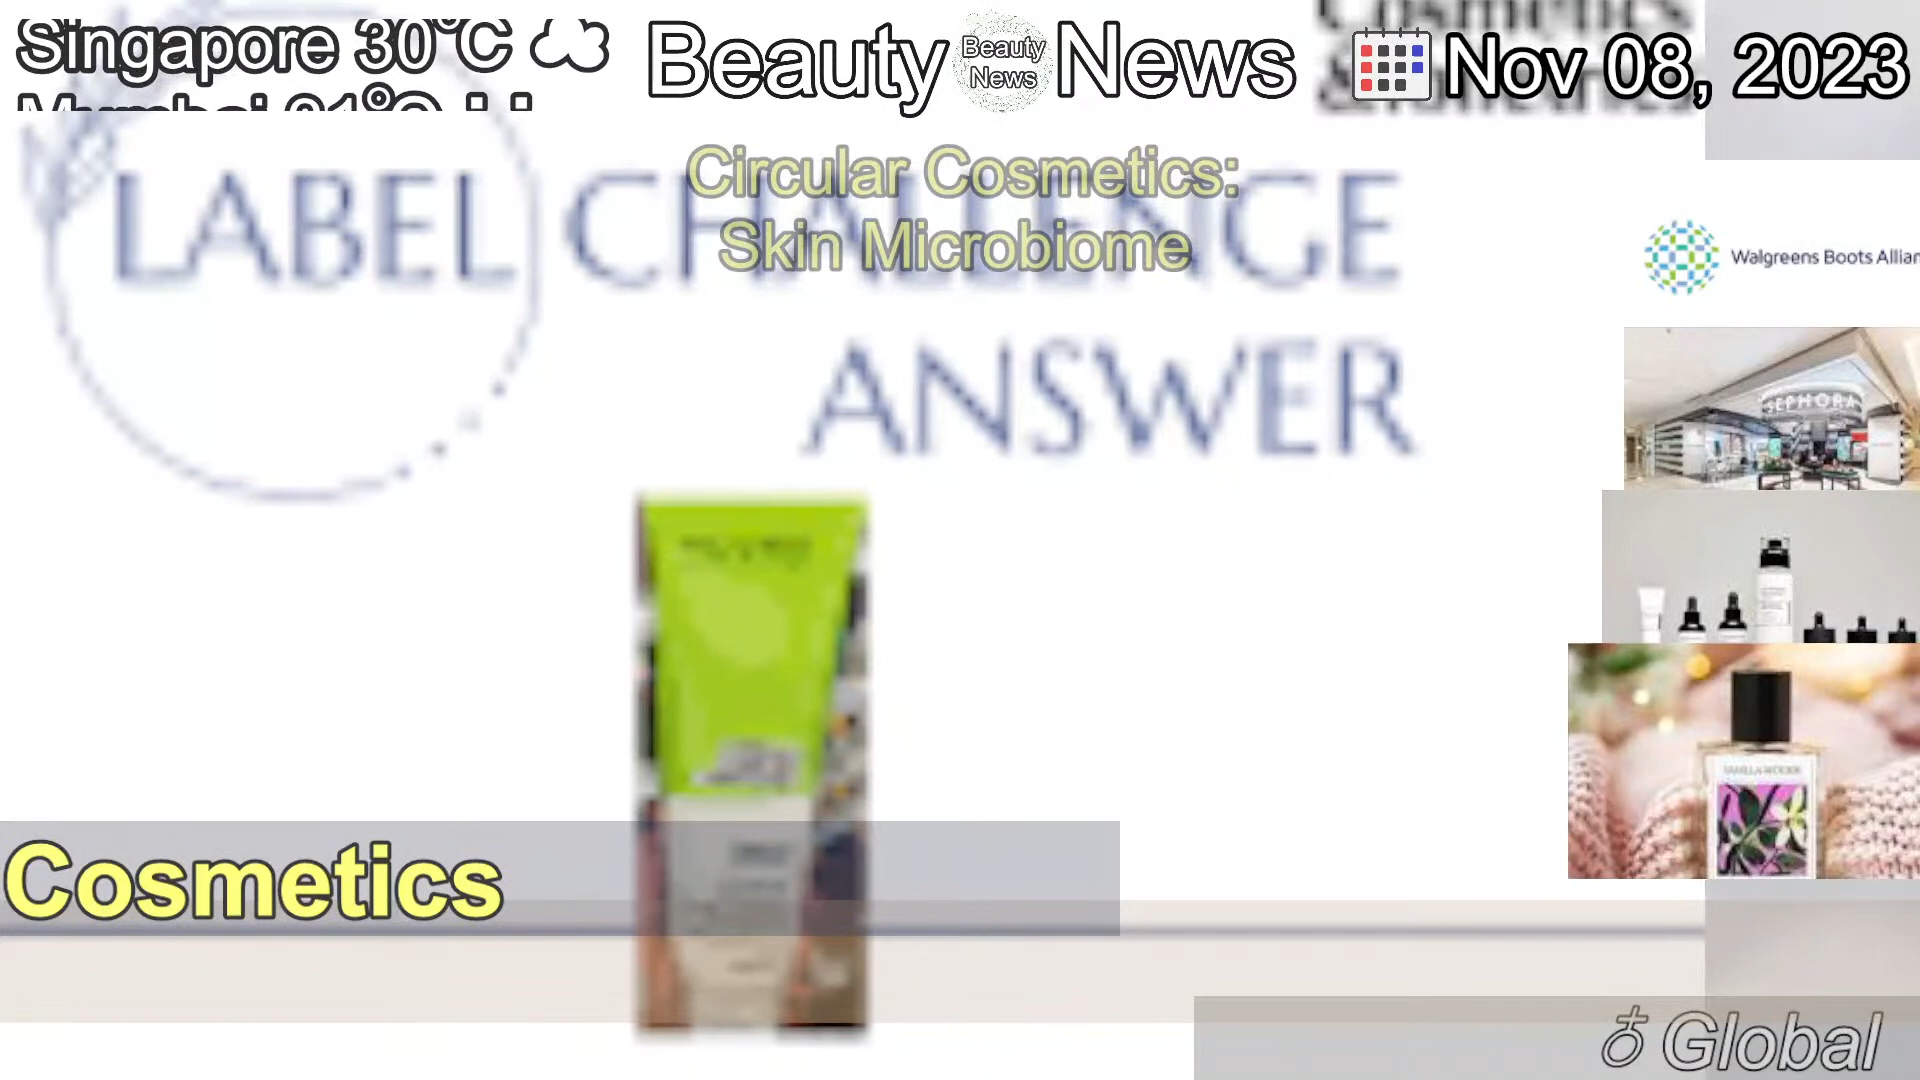 Singapore 30°C
Beauty
Beauty
News
News
Nov 08, 2023
Cosmetics
Circular Cosmetics:
Skin Microbiome
LABEL CHALLENGE
ANSWER
Walgreens Boots Allian
SEPHORA
Cosmetics
Global